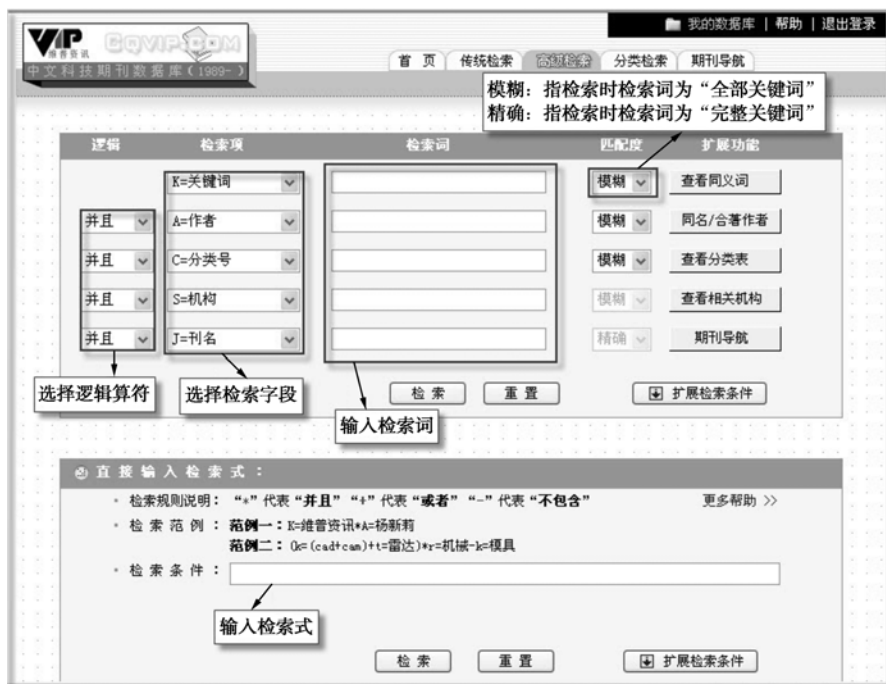 我的数据库 | 帮助 | 退出登录
VIP
维普资讯
CQVIP.COM
中文科技期刊数据库（1989-）
首 页 传统检索 高级检索 分类检索 期刊导航
模糊：指检索时检索词为“全部关键词”
精确：指检索时检索词为“完整关键词”
逻辑 检索项 检索词 匹配度 扩展功能
K=关键词 模糊 查看同义词
并且 A=作者 模糊 同名/合著作者
并且 C=分类号 模糊 查看分类表
并且 S=机构 模糊 查看相关机构
并且 J=刊名 精确 期刊导航
选择逻辑算符 选择检索字段 检 索 重 置 扩展检索条件
输入检索词
直接输入检索式：
· 检索规则说明：“*”代表“并且”“+”代表“或者”“-”代表“不包含” 更多帮助 >>
· 检 索 范 例 ：范例一：K=维普资讯*A=杨新莉
范例二：(k=(cad+cam)+t=雷达)*r=机械-k=模具
· 检 索 条 件 ：
输入检索式
检 索 重 置 扩展检索条件